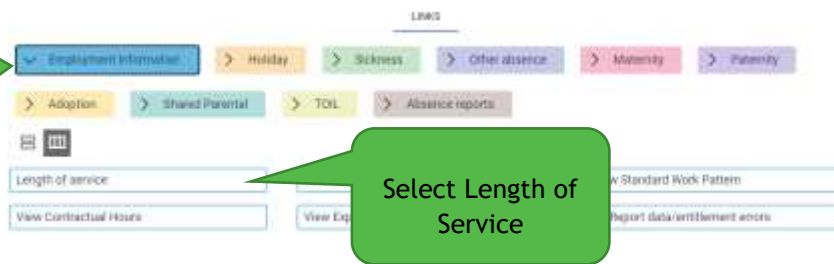 LINKS
Employment Information
Holiday
Sickness
Other absence
Maternity
Paternity
Adoption
Shared Parental
TOIL
Absence reports
Length of service
w Standard Work Pattern
View Contractual Hours
View Exp
Report data/entitlement errors
Select Length of
Service